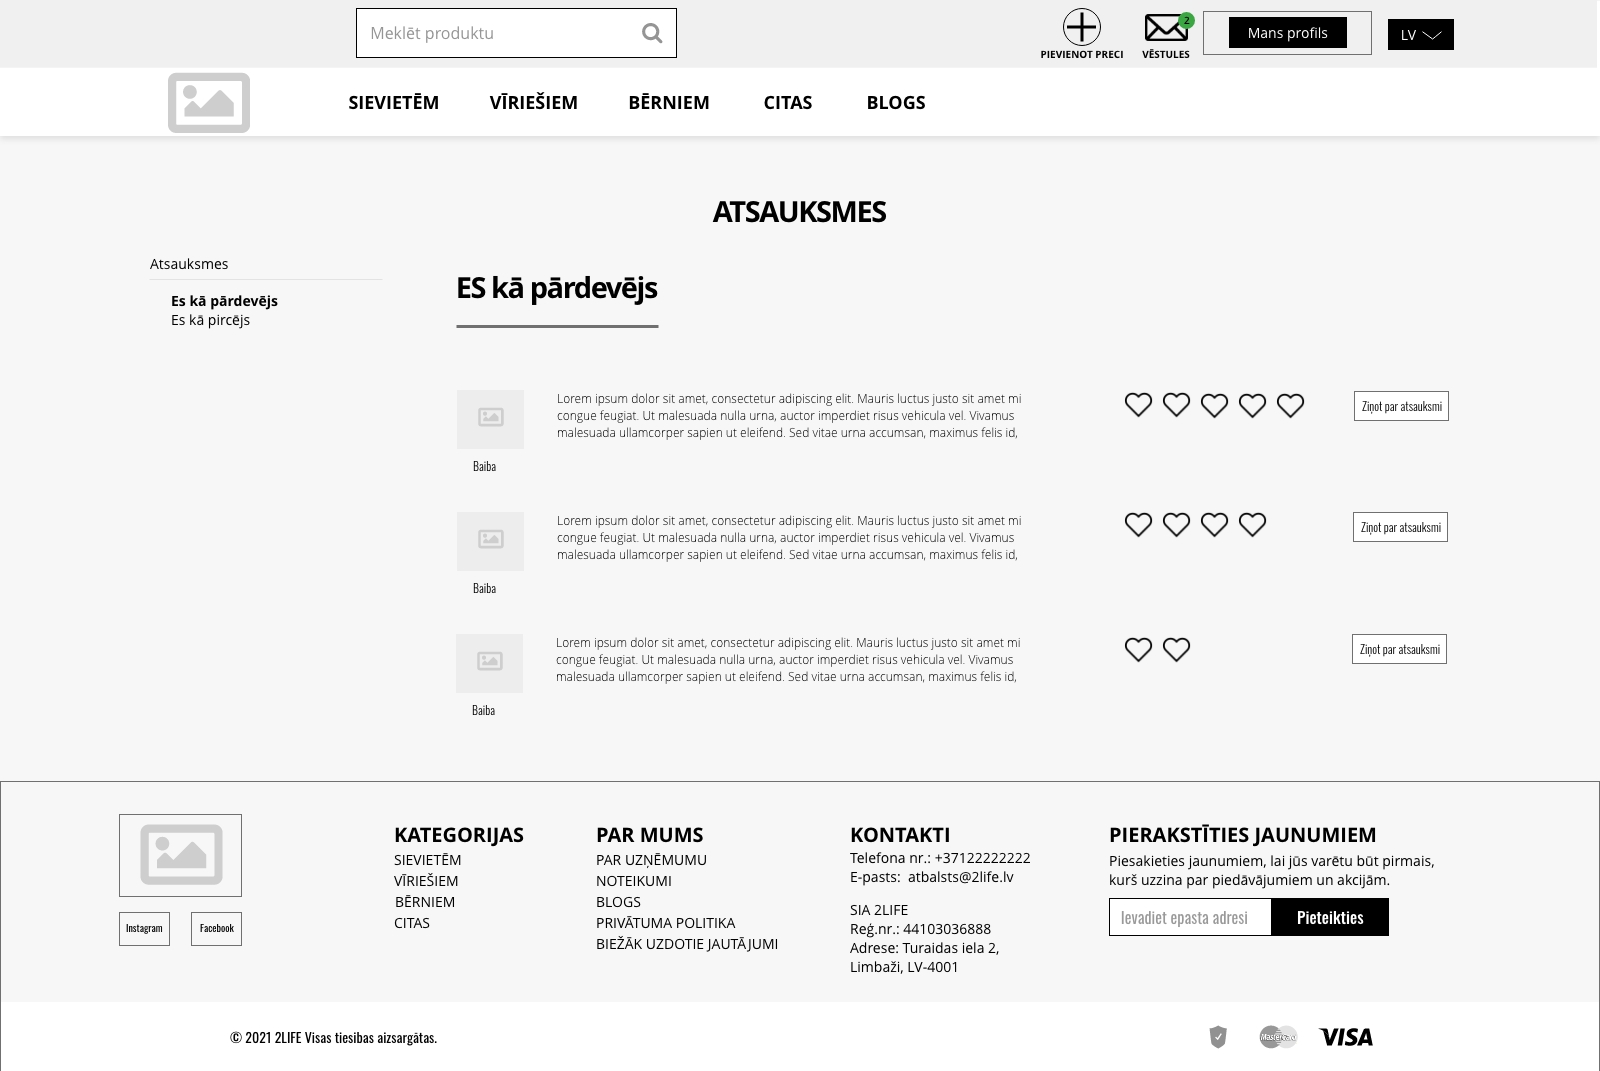 Meklēt produktu
PIEVIENOT PRECI
2
VĒSTULES
Mans profils
LV
SIEVIETĒM
VĪRIEŠIEM
BĒRNIEM
CITAS
BLOGS
ATSAUKSMES
Atsauksmes
Es kā pārdevējs
Es kā pircējs
ES kā pārdevējs
Lorem ipsum dolor sit amet, consectetur adipiscing elit. Mauris luctus justo sit amet mi
congue feugiat. Ut malesuada nulla urna, auctor imperdiet risus vehicula vel. Vivamus
malesuada ullamcorper sapien ut eleifend. Sed vitae urna accumsan, maximus felis id,
Ziņot par atsauksmi
Baiba
Lorem ipsum dolor sit amet, consectetur adipiscing elit. Mauris luctus justo sit amet mi
congue feugiat. Ut malesuada nulla urna, auctor imperdiet risus vehicula vel. Vivamus
malesuada ullamcorper sapien ut eleifend. Sed vitae urna accumsan, maximus felis id,
Ziņot par atsauksmi
Baiba
Lorem ipsum dolor sit amet, consectetur adipiscing elit. Mauris luctus justo sit amet mi
congue feugiat. Ut malesuada nulla urna, auctor imperdiet risus vehicula vel. Vivamus
malesuada ullamcorper sapien ut eleifend. Sed vitae urna accumsan, maximus felis id,
Ziņot par atsauksmi
Baiba
Instagram
Facebook
KATEGORIJAS
SIEVIETĒM
VĪRIEŠIEM
BĒRNIEM
CITAS
PAR MUMS
PAR UZŅĒMUMU
NOTEIKUMI
BLOGS
PRIVĀTUMA POLITIKA
BIEŽĀK UZDOTIE JAUTĀJUMI
KONTAKTI
Telefona nr.: +37122222222
E-pasts:  atbalsts@2life.lv
SIA 2LIFE
Reģ.nr.: 44103036888
Adrese: Turaidas iela 2,
Limbaži, LV-4001
PIERAKSTĪTIES JAUNUMIEM
Piesakieties jaunumiem, lai jūs varētu būt pirmais,
kurš uzzina par piedāvājumiem un akcijām.
Ievadiet epasta adresi
Pieteikties
© 2021 2LIFE Visas tiesības aizsargātas.
MasterCard
VISA